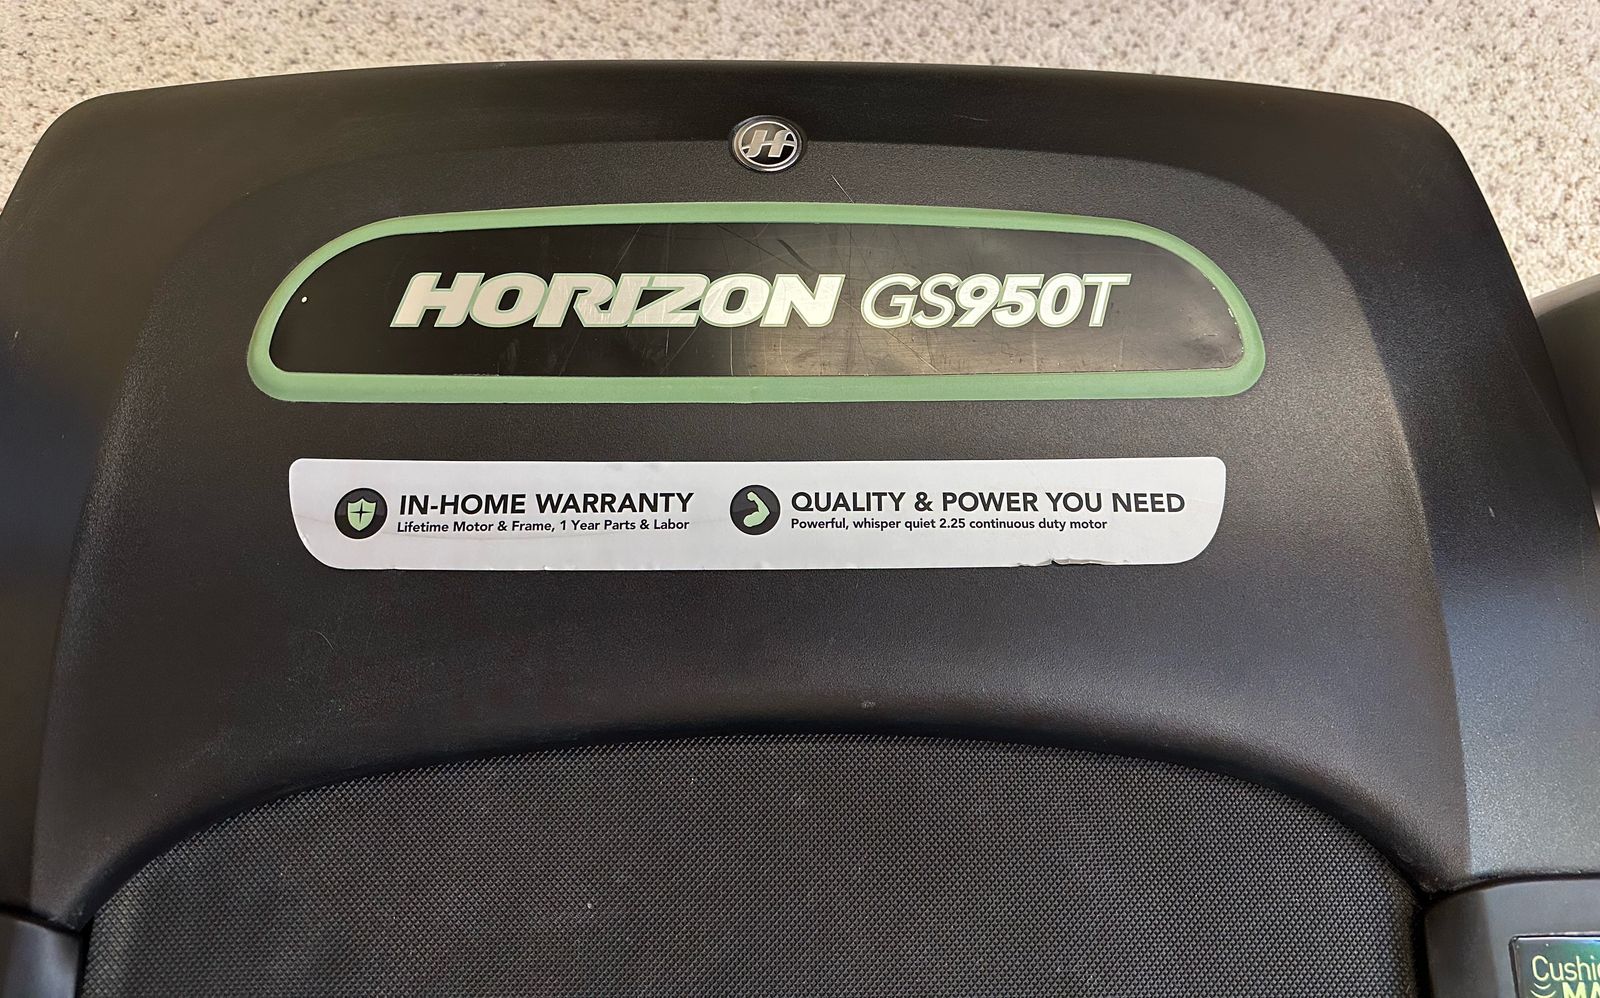 HORIZON GS950T
IN-HOME WARRANTY
Lifetime Motor & Frame, 1 Year Parts & Labor
QUALITY & POWER YOU NEED
Powerful, whisper quiet 2.25 continuous duty motor